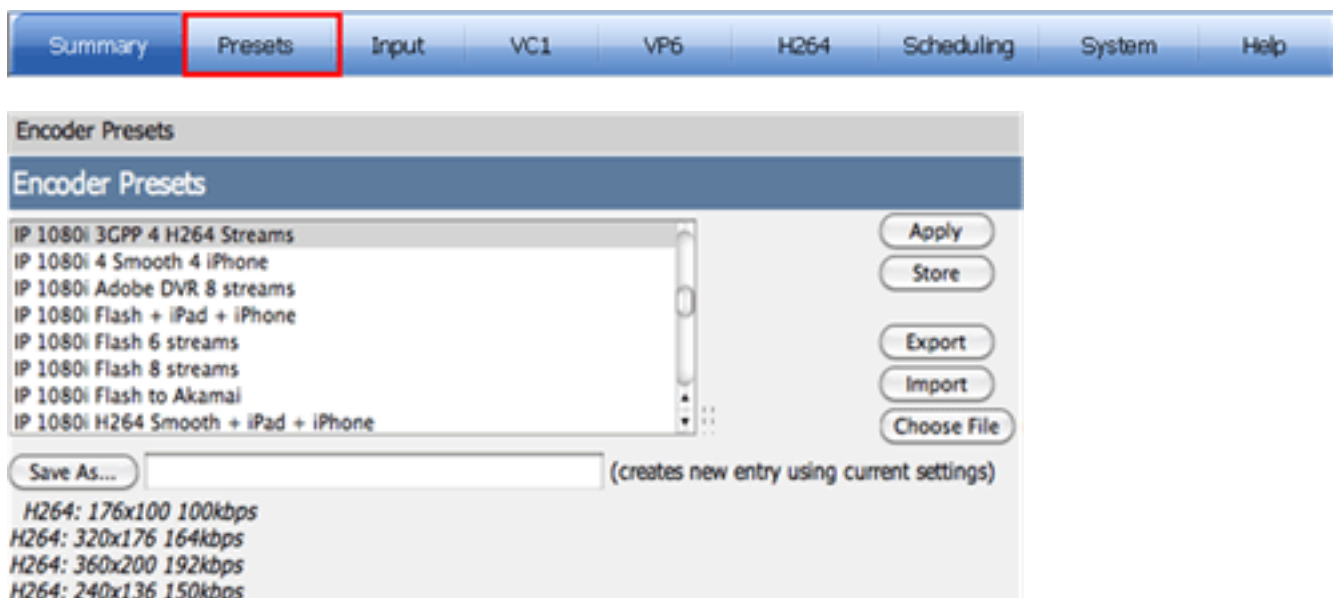 Summary Presets Input VC1 VP6 H264 Scheduling System Help
Encoder Presets
Encoder Presets
IP 1080i 3GPP 4 H264 Streams
IP 1080i 4 Smooth 4 iPhone
IP 1080i Adobe DVR 8 streams
IP 1080i Flash + iPad + iPhone
IP 1080i Flash 6 streams
IP 1080i Flash 8 streams
IP 1080i Flash to Akamai
IP 1080i H264 Smooth + iPad + iPhone
Apply
Store
Export
Import
Choose File
Save As... (creates new entry using current settings)
H264: 176x100 100kbps
H264: 320x176 164kbps
H264: 360x200 192kbps
H264: 240x136 150kbps